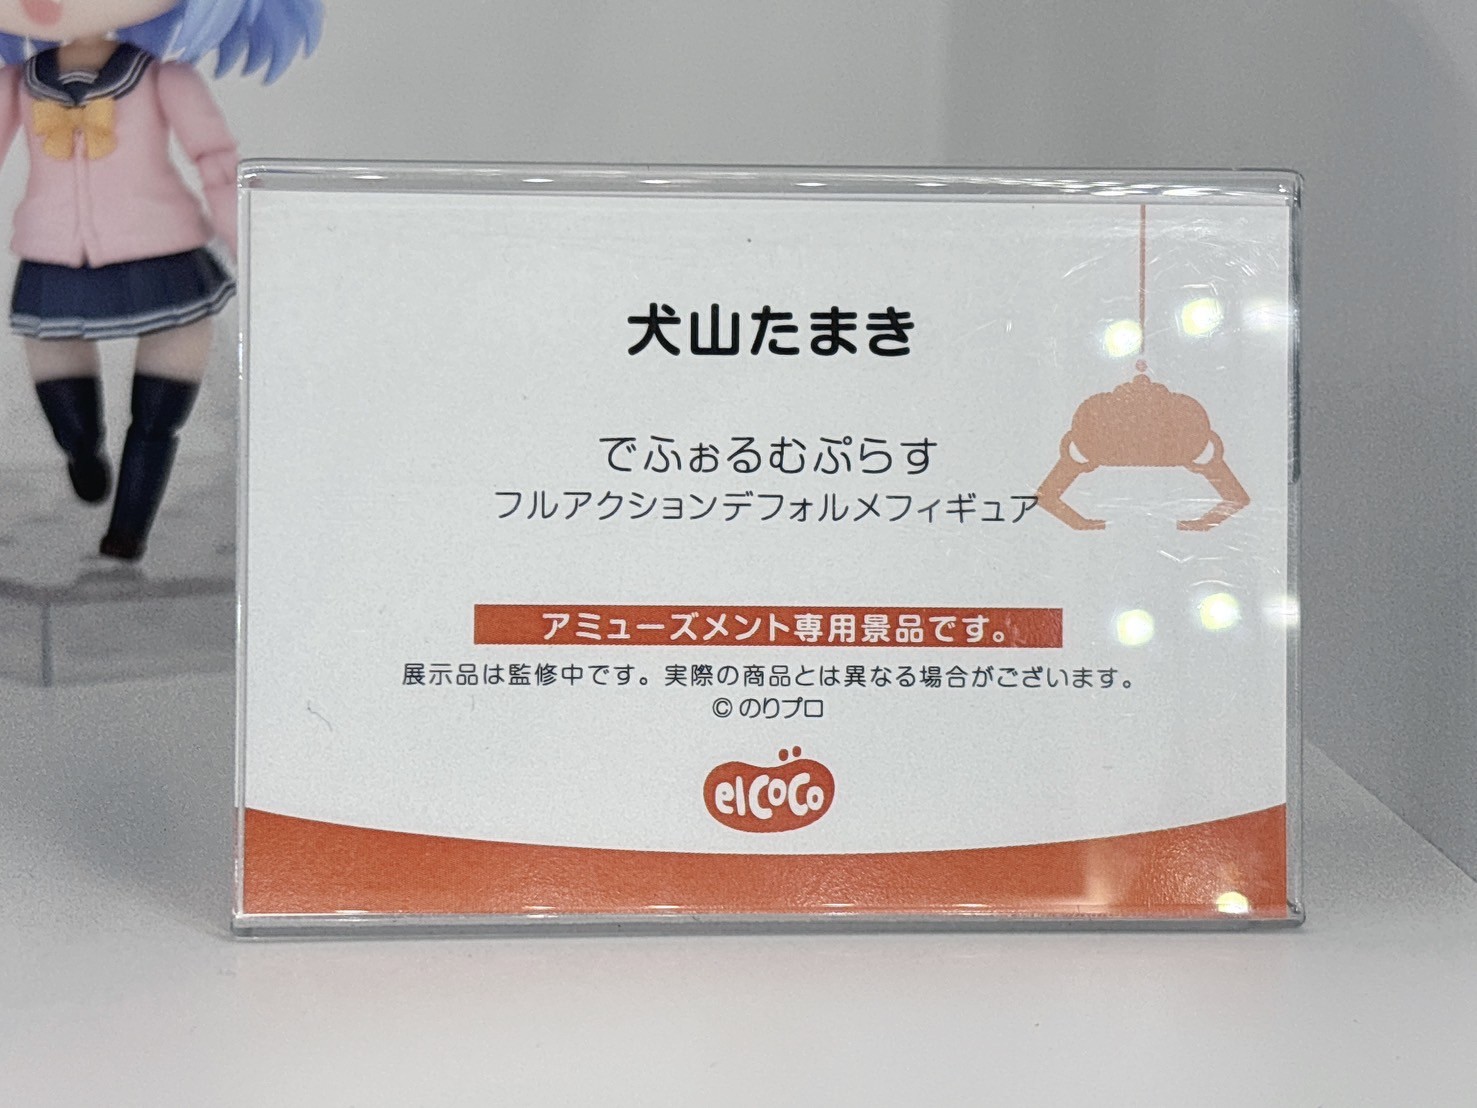 犬山たまき
でふぉるむぷらす
フルアクションデフォルメフィギュア
アミューズメント専用景品です。
展示品は監修中です。実際の商品とは異なる場合がございます。
© のりプロ
elcoco